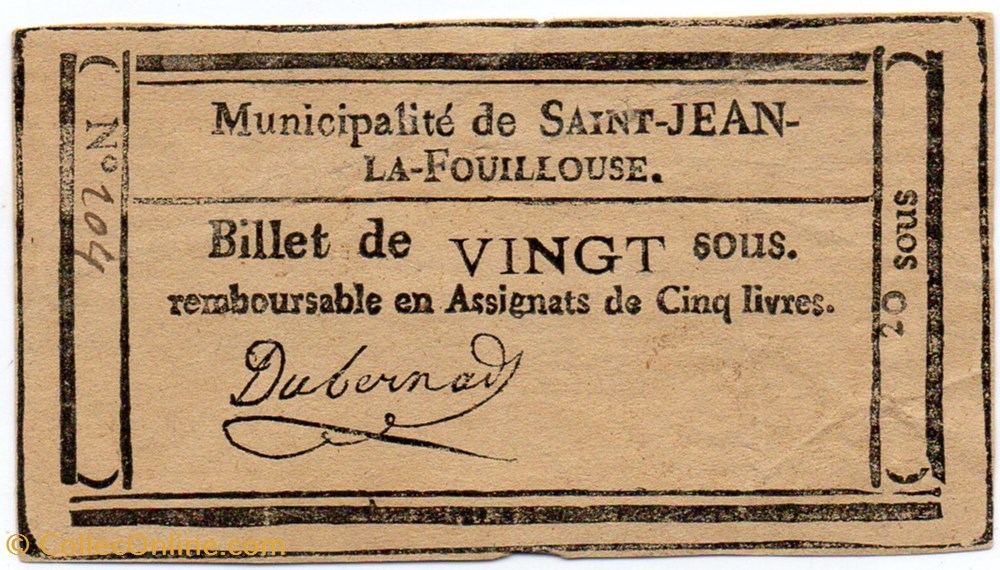 Nº 104
Municipalité de SAINT-JEAN-
LA-FOUILLOUSE.
Billet de VINGT sous.
remboursable en Assignats de Cinq livres.
Dubernad
20 sous
© CollecOnline.com